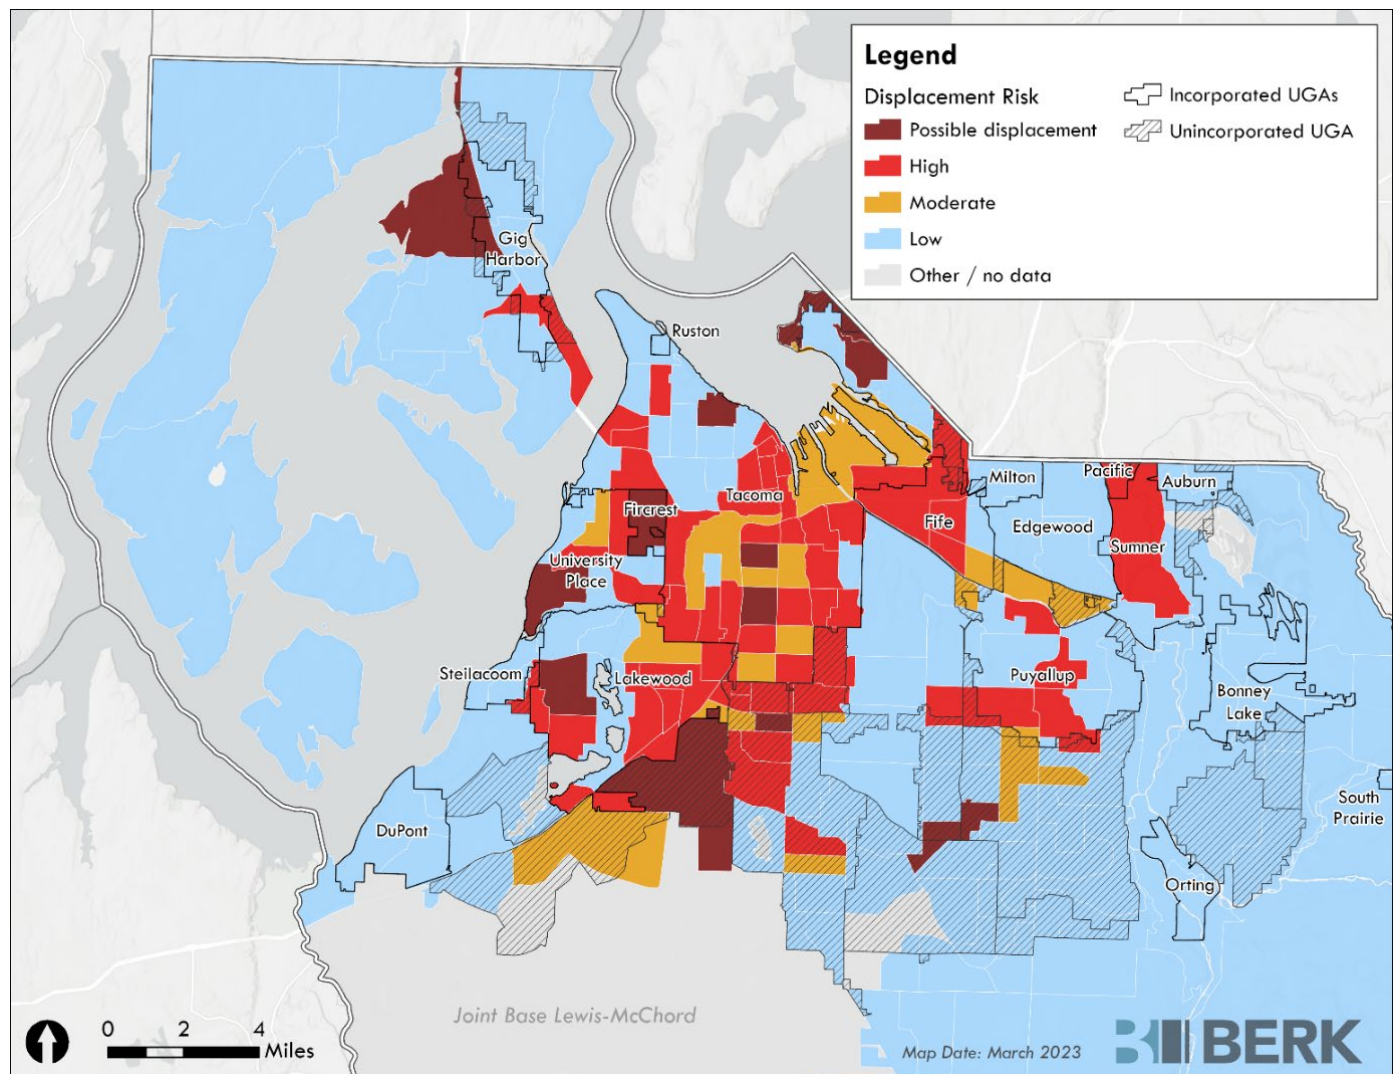 Legend
Displacement Risk
Possible displacement
High
Moderate
Low
Other / no data
Incorporated UGAs
Unincorporated UGA
Gig
Harbor
Ruston
Tacoma
Fircrest
University
Place
Fife
Milton
Edgewood
Pacific
Auburn
Sumner
Steilacoom
Lakewood
Puyallup
Bonney
Lake
DuPont
South
Prairie
Orting
Joint Base Lewis-McChord
0 2 4
Miles
Map Date: March 2023
BERK